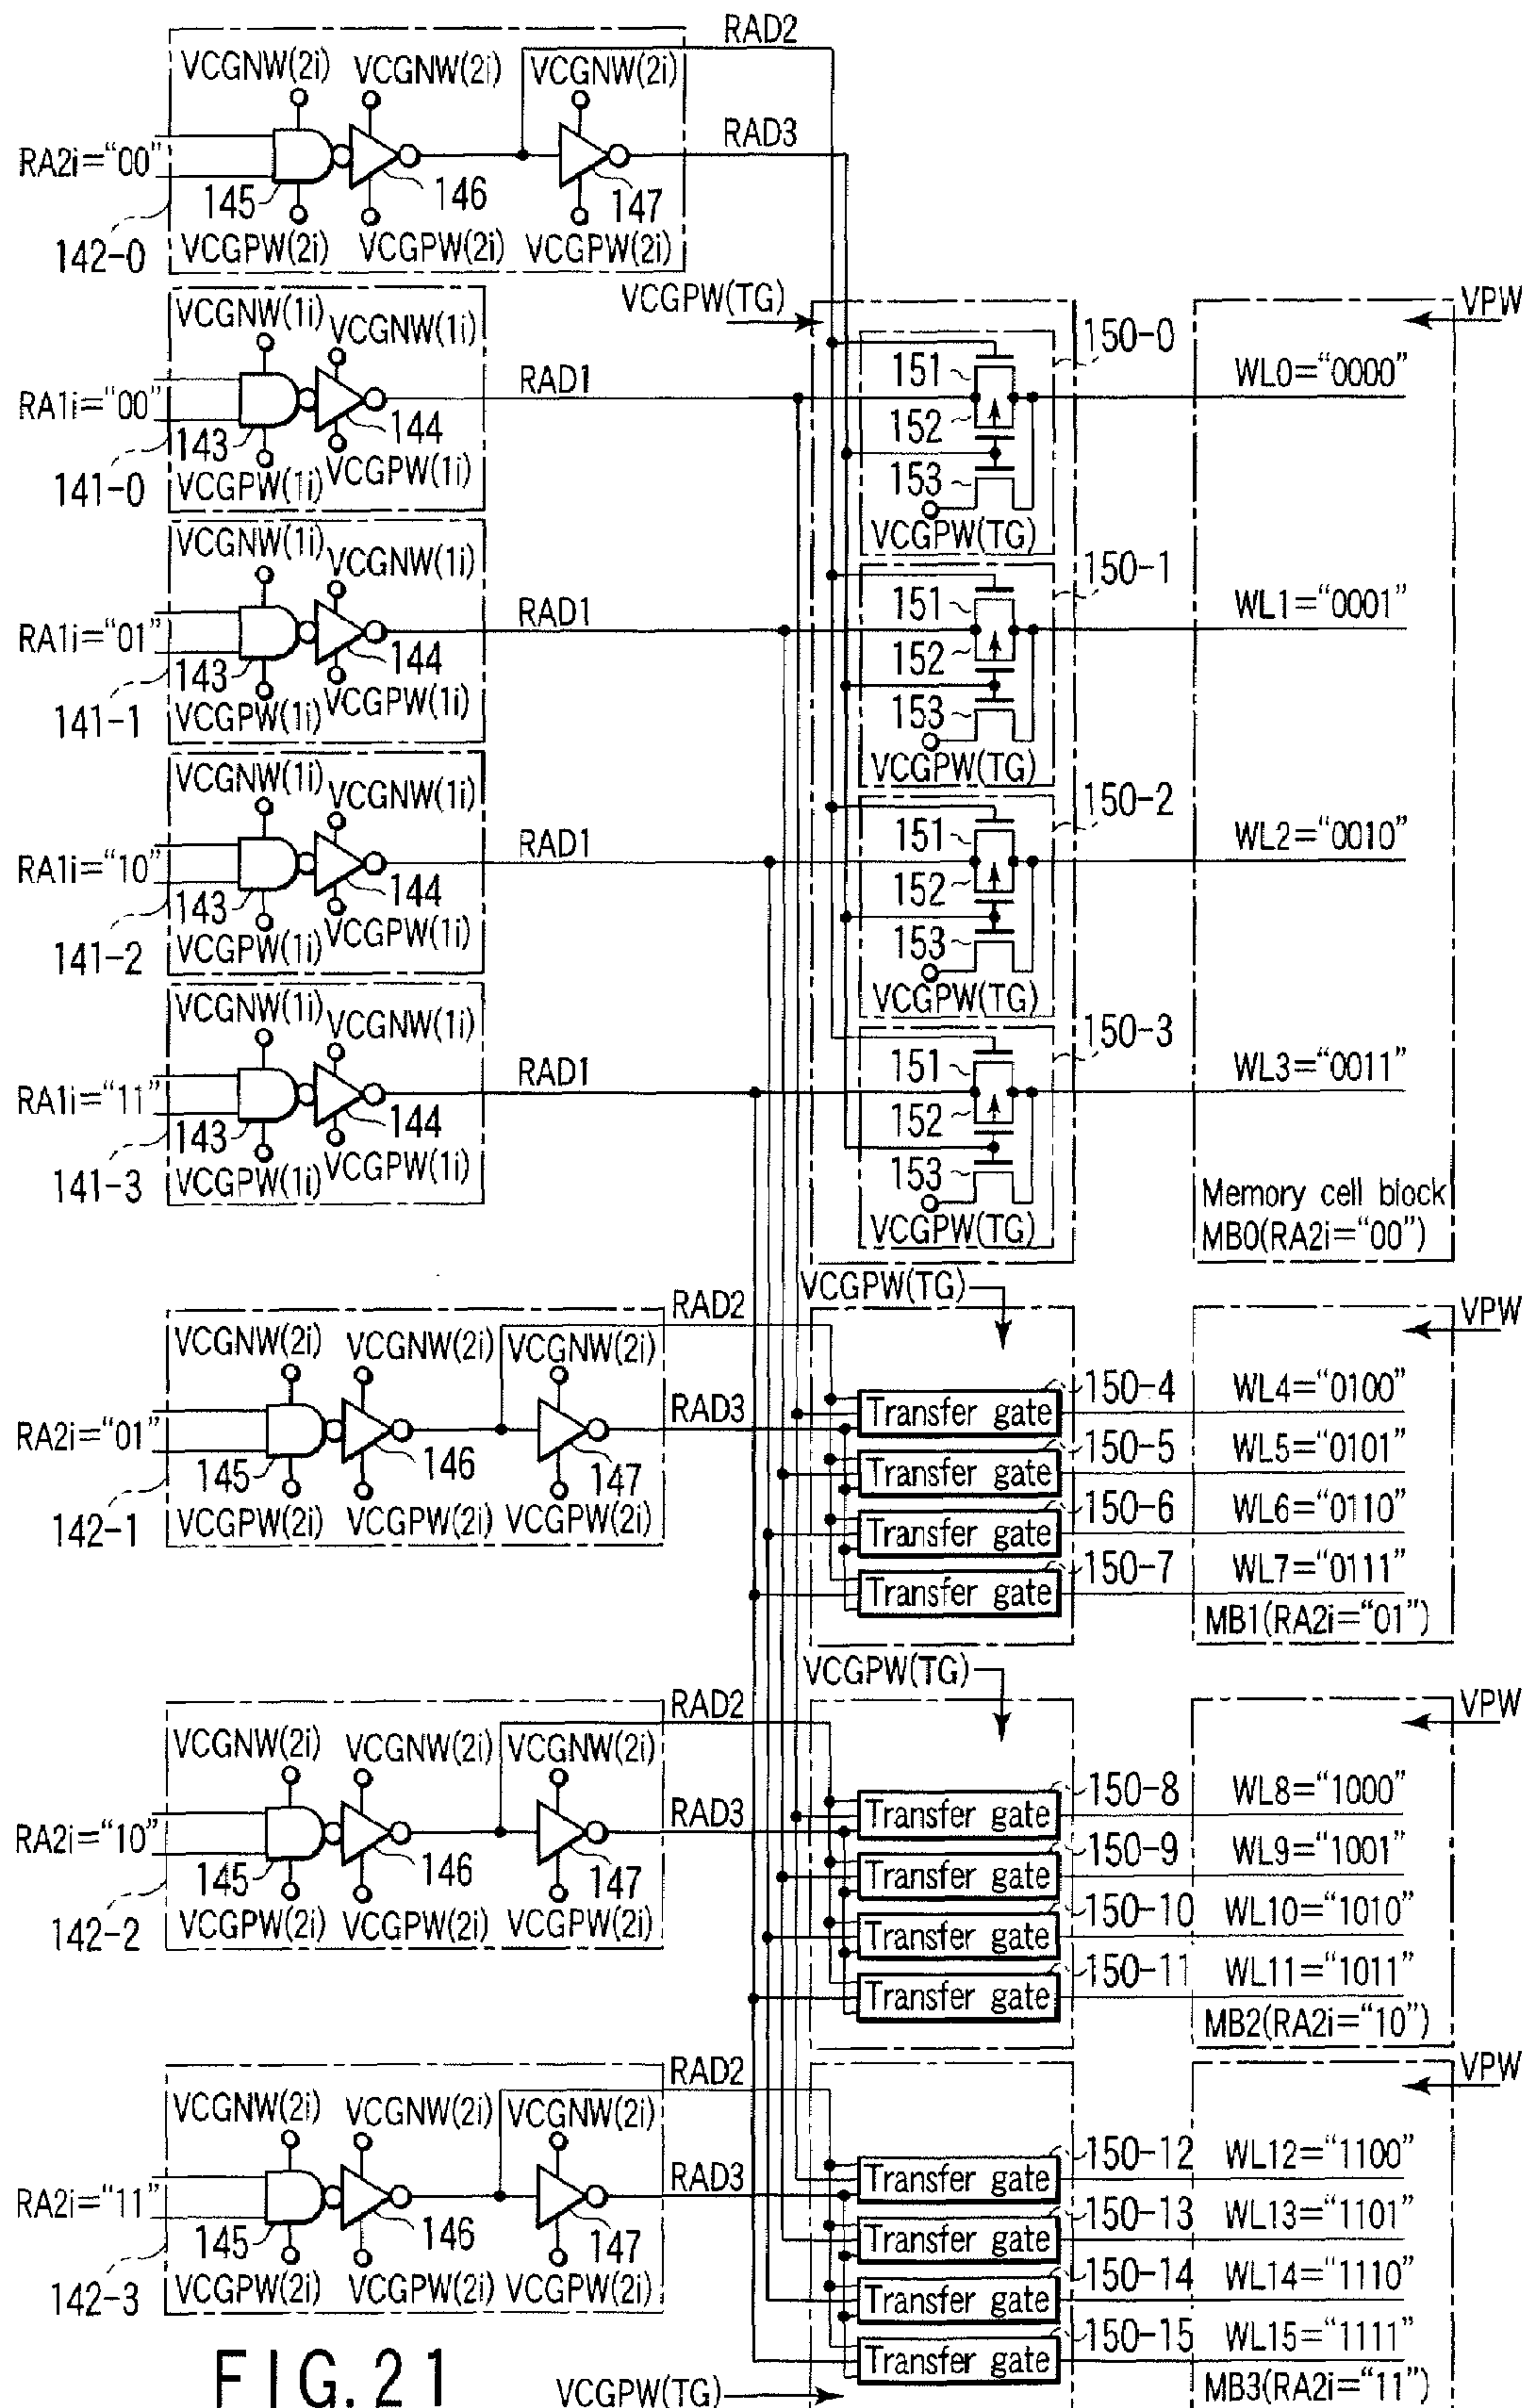 RAD2
VCGNW(2i) VCGNW(2i) VCGNW(2i)
RAD3
RA2i="00"
145 146 147
142-0
VCGPW(2i) VCGPW(2i) VCGPW(2i)
VCGPW(TG)
VPW
VCGNW(1i) VCGNW(1i)
150-0
RA1i="00"
RAD1
151
WL0="0000"
143 144
152
141-0
VCGPW(1i) VCGPW(1i)
153
VCGPW(TG)
VCGNW(1i) VCGNW(1i)
150-1
RA1i="01"
RAD1
151
WL1="0001"
143 144
152
141-1
VCGPW(1i) VCGPW(1i)
153
VCGPW(TG)
VCGNW(1i) VCGNW(1i)
150-2
RA1i="10"
RAD1
151
WL2="0010"
143 144
152
141-2
VCGPW(1i) VCGPW(1i)
153
VCGPW(TG)
VCGNW(1i) VCGNW(1i)
150-3
RA1i="11"
RAD1
151
WL3="0011"
143 144
152
141-3
VCGPW(1i) VCGPW(1i)
153
VCGPW(TG)
Memory cell block
MB0(RA2i="00")
VCGPW(TG)
RAD2
VPW
VCGNW(2i) VCGNW(2i) VCGNW(2i)
RA2i="01"
RAD3
145 146 147
142-1
VCGPW(2i) VCGPW(2i) VCGPW(2i)
Transfer gate 150-4 WL4="0100"
Transfer gate 150-5 WL5="0101"
Transfer gate 150-6 WL6="0110"
Transfer gate 150-7 WL7="0111"
MB1(RA2i="01")
VCGPW(TG)
RAD2
VPW
VCGNW(2i) VCGNW(2i) VCGNW(2i)
RA2i="10"
RAD3
145 146 147
142-2
VCGPW(2i) VCGPW(2i) VCGPW(2i)
Transfer gate 150-8 WL8="1000"
Transfer gate 150-9 WL9="1001"
Transfer gate 150-10 WL10="1010"
Transfer gate 150-11 WL11="1011"
MB2(RA2i="10")
RAD2
VPW
VCGNW(2i) VCGNW(2i) VCGNW(2i)
RA2i="11"
RAD3
145 146 147
142-3
VCGPW(2i) VCGPW(2i) VCGPW(2i)
Transfer gate 150-12 WL12="1100"
Transfer gate 150-13 WL13="1101"
Transfer gate 150-14 WL14="1110"
Transfer gate 150-15 WL15="1111"
MB3(RA2i="11")
VCGPW(TG)
FIG.21